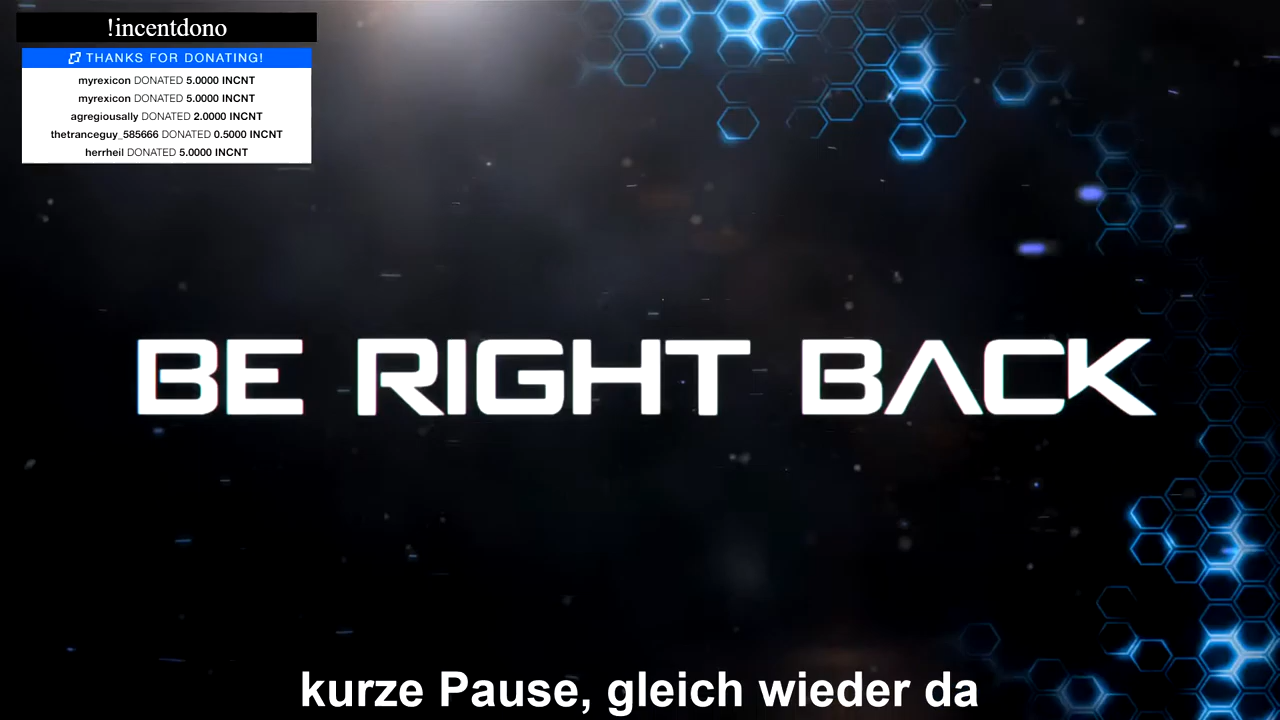 !incentdono
THANKS FOR DONATING!
myrexicon DONATED 5.0000 INCNT
myrexicon DONATED 5.0000 INCNT
agregiousally DONATED 2.0000 INCNT
thetranceguy_585666 DONATED 0.5000 INCNT
herrheil DONATED 5.0000 INCNT
BE RIGHT BACK
kurze Pause, gleich wieder da